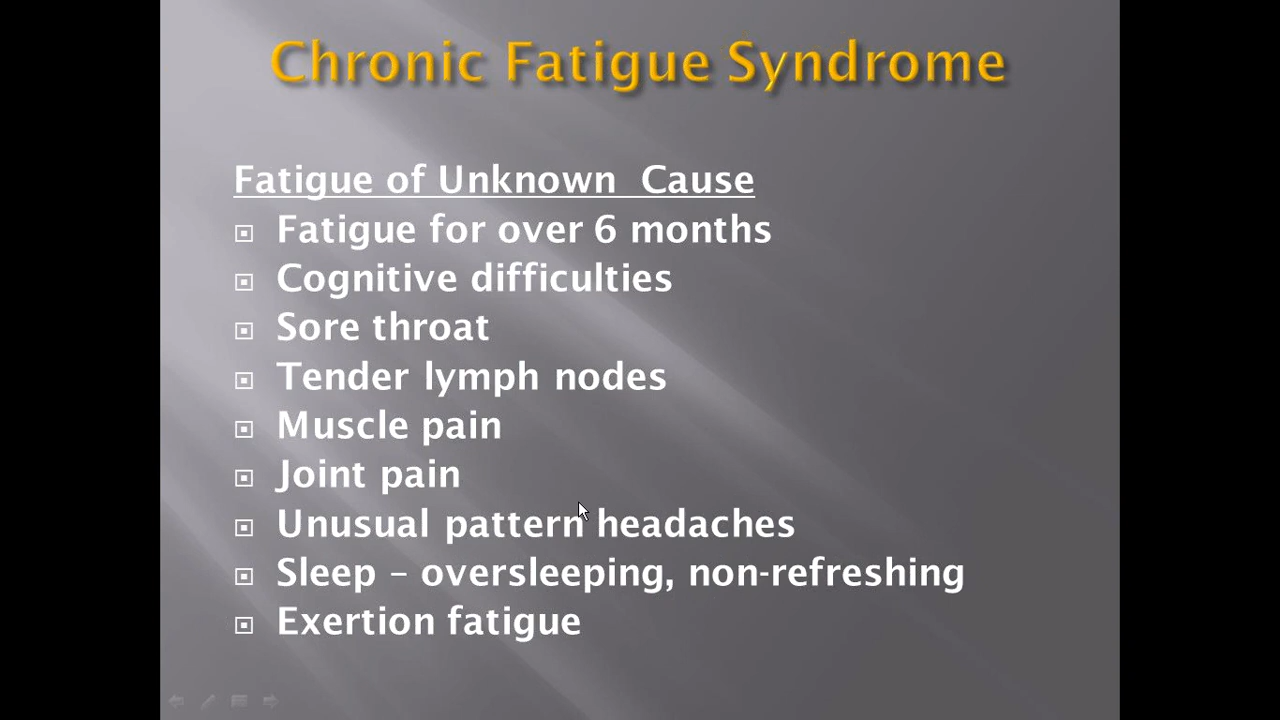 Chronic Fatigue Syndrome
Fatigue of Unknown  Cause
Fatigue for over 6 months
Cognitive difficulties
Sore throat
Tender lymph nodes
Muscle pain
Joint pain
Unusual pattern headaches
Sleep – oversleeping, non-refreshing
Exertion fatigue